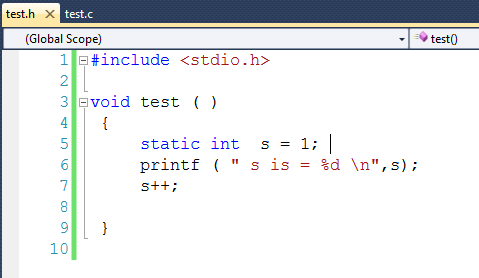 test.h test.c
(Global Scope) test()
1 #include <stdio.h>
2
3 void test ( )
4 {
5 static int  s = 1;
6 printf ( " s is = %d \n",s);
7 s++;
8
9 }
10